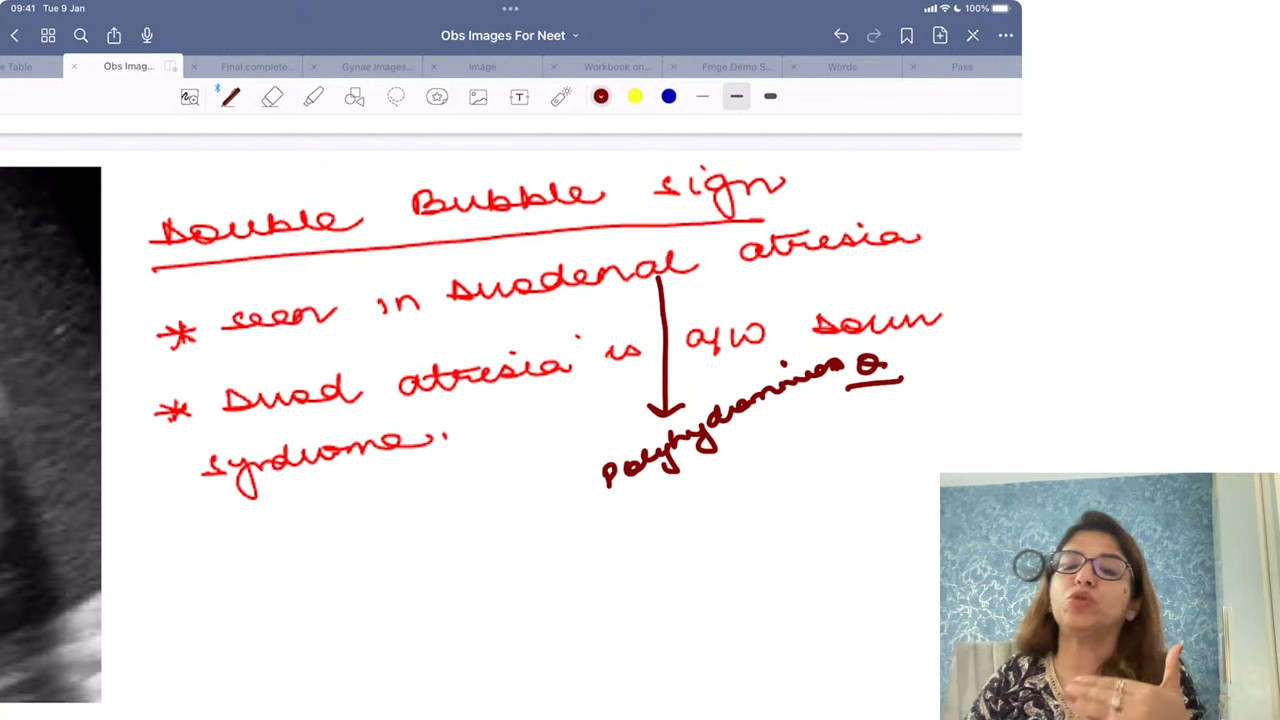 09:41 Tue 9 Jan
100%
Obs Images For Neet
e Table
Obs Imag...
Final complete...
Gynae Images...
Image
Workbook on...
Fmge Demo S...
Words
Pass
Double Bubble sign
* seen in Duodenal atresia
* Duod atresia is a/w Down
syndrome.
Polyhydramnios